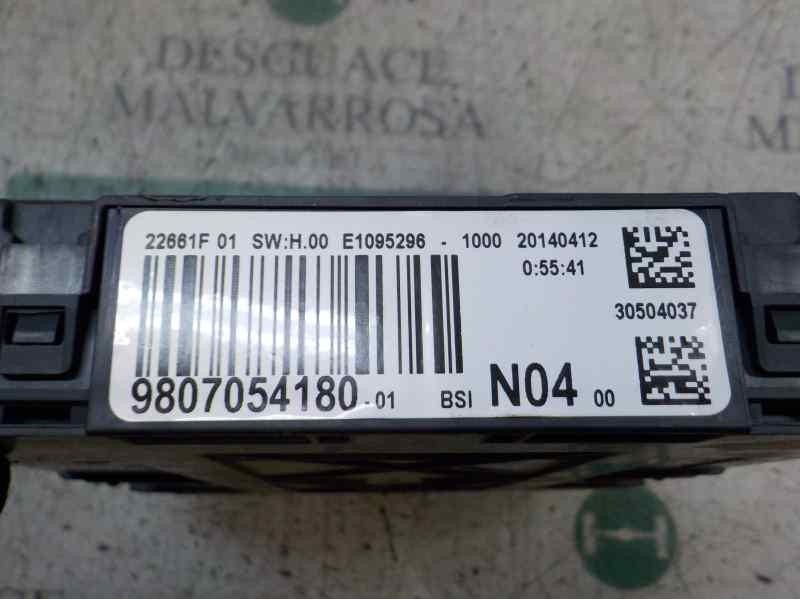 DESGUACE
MALVARROSA
D
M
22661F 01 SW:H.00 E1095296 - 1000 20140412
0:55:41
30504037
9807054180-01 BSI N04 00